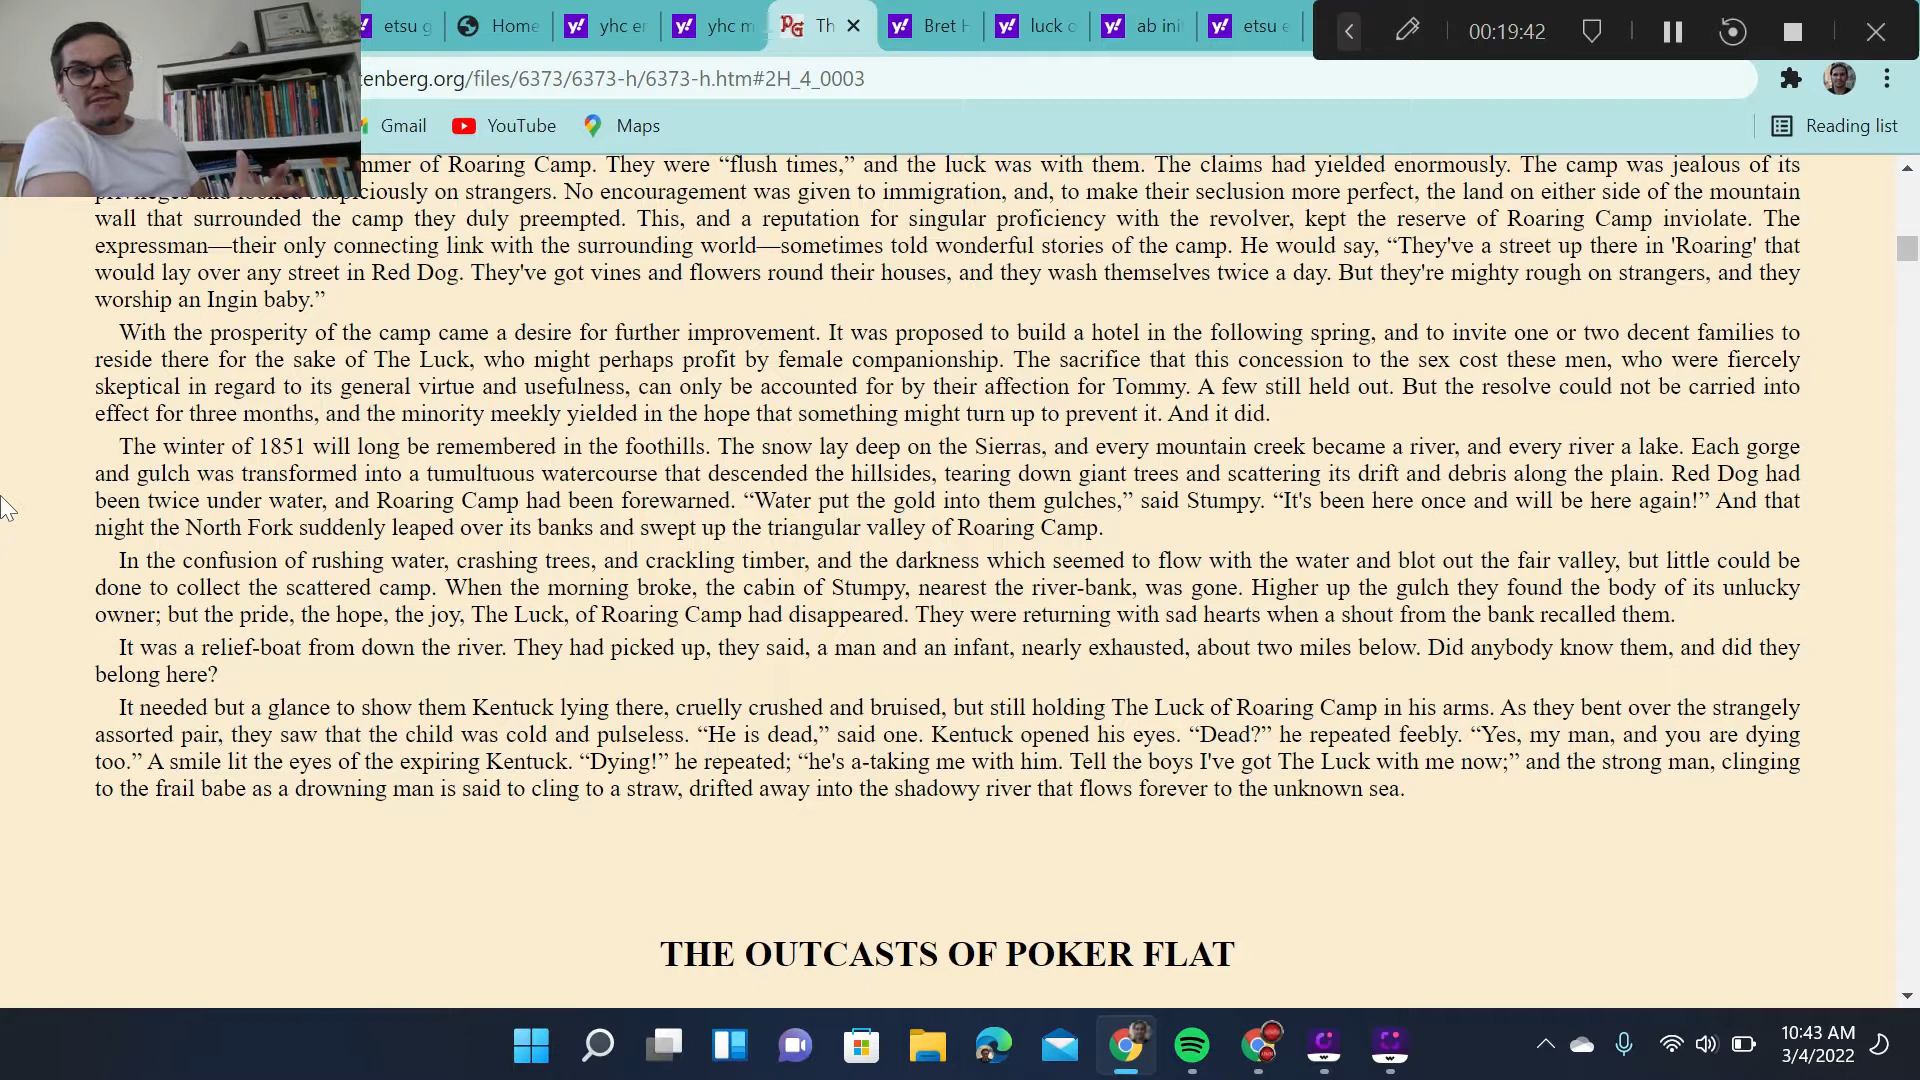 etsu g
Home
yhc er
yhc m
Th
Bret H
luck o
ab ini
etsu e
00:19:42
tenberg.org/files/6373/6373-h/6373-h.htm#2H_4_0003
Gmail
YouTube
Maps
Reading list
mmer of Roaring Camp. They were “flush times,” and the luck was with them. The claims had yielded enormously. The camp was jealous of its
privileges and looked suspiciously on strangers. No encouragement was given to immigration, and, to make their seclusion more perfect, the land on either side of the mountain
wall that surrounded the camp they duly preempted. This, and a reputation for singular proficiency with the revolver, kept the reserve of Roaring Camp inviolate. The
expressman—their only connecting link with the surrounding world—sometimes told wonderful stories of the camp. He would say, “They've a street up there in 'Roaring' that
would lay over any street in Red Dog. They've got vines and flowers round their houses, and they wash themselves twice a day. But they're mighty rough on strangers, and they
worship an Ingin baby.”
With the prosperity of the camp came a desire for further improvement. It was proposed to build a hotel in the following spring, and to invite one or two decent families to
reside there for the sake of The Luck, who might perhaps profit by female companionship. The sacrifice that this concession to the sex cost these men, who were fiercely
skeptical in regard to its general virtue and usefulness, can only be accounted for by their affection for Tommy. A few still held out. But the resolve could not be carried into
effect for three months, and the minority meekly yielded in the hope that something might turn up to prevent it. And it did.
The winter of 1851 will long be remembered in the foothills. The snow lay deep on the Sierras, and every mountain creek became a river, and every river a lake. Each gorge
and gulch was transformed into a tumultuous watercourse that descended the hillsides, tearing down giant trees and scattering its drift and debris along the plain. Red Dog had
been twice under water, and Roaring Camp had been forewarned. “Water put the gold into them gulches,” said Stumpy. “It's been here once and will be here again!” And that
night the North Fork suddenly leaped over its banks and swept up the triangular valley of Roaring Camp.
In the confusion of rushing water, crashing trees, and crackling timber, and the darkness which seemed to flow with the water and blot out the fair valley, but little could be
done to collect the scattered camp. When the morning broke, the cabin of Stumpy, nearest the river-bank, was gone. Higher up the gulch they found the body of its unlucky
owner; but the pride, the hope, the joy, The Luck, of Roaring Camp had disappeared. They were returning with sad hearts when a shout from the bank recalled them.
It was a relief-boat from down the river. They had picked up, they said, a man and an infant, nearly exhausted, about two miles below. Did anybody know them, and did they
belong here?
It needed but a glance to show them Kentuck lying there, cruelly crushed and bruised, but still holding The Luck of Roaring Camp in his arms. As they bent over the strangely
assorted pair, they saw that the child was cold and pulseless. “He is dead,” said one. Kentuck opened his eyes. “Dead?” he repeated feebly. “Yes, my man, and you are dying
too.” A smile lit the eyes of the expiring Kentuck. “Dying!” he repeated; “he's a-taking me with him. Tell the boys I've got The Luck with me now;” and the strong man, clinging
to the frail babe as a drowning man is said to cling to a straw, drifted away into the shadowy river that flows forever to the unknown sea.
THE OUTCASTS OF POKER FLAT
10:43 AM
3/4/2022